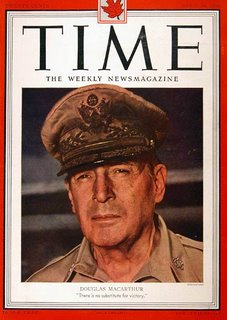 TIME
THE WEEKLY NEWSMAGAZINE
DOUGLAS MACARTHUR
"There is no substitute for victory."